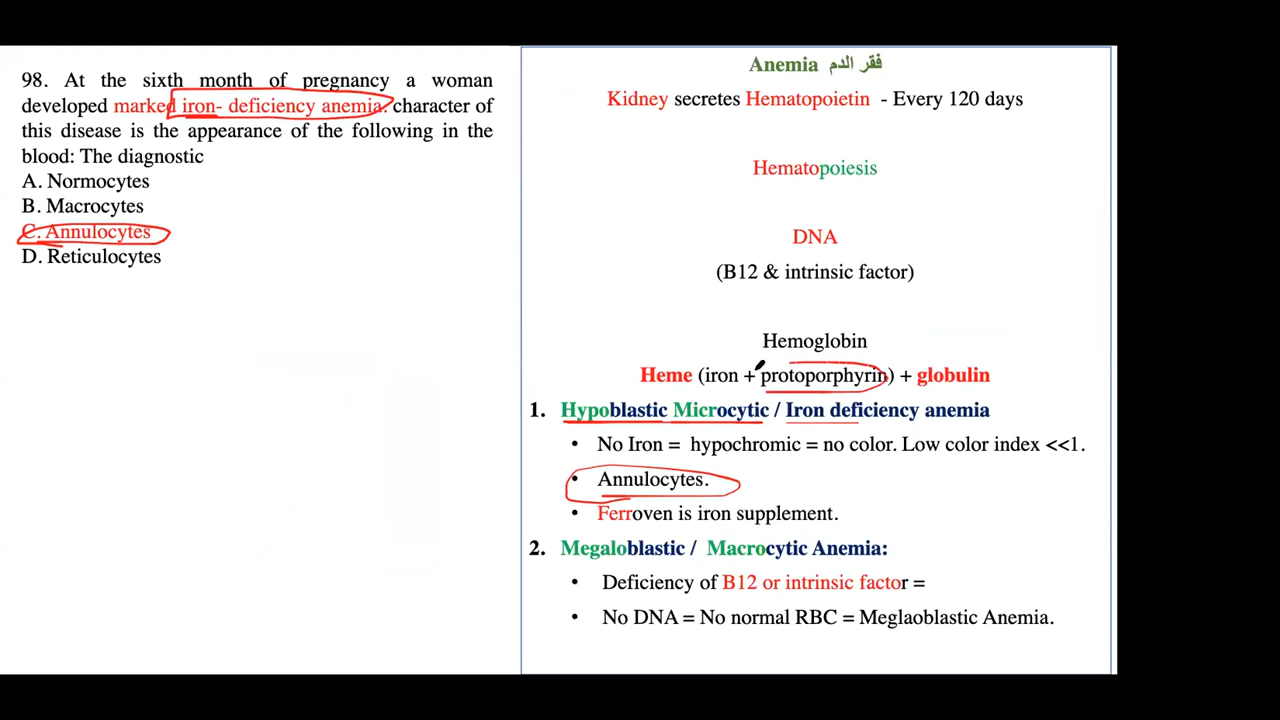 98. At the sixth month of pregnancy a woman
developed marked iron- deficiency anemia. character of
this disease is the appearance of the following in the
blood: The diagnostic
A. Normocytes
B. Macrocytes
C. Annulocytes
D. Reticulocytes
Anemia فقر الدم
Kidney secretes Hematopoietin - Every 120 days
Hematopoiesis
DNA
(B12 & intrinsic factor)
Hemoglobin
Heme (iron + protoporphyrin) + globulin
1. Hypoblastic Microcytic / Iron deficiency anemia
• No Iron = hypochromic = no color. Low color index <<1.
• Annulocytes.
• Ferroven is iron supplement.
2. Megaloblastic / Macrocytic Anemia:
• Deficiency of B12 or intrinsic factor =
• No DNA = No normal RBC = Meglaoblastic Anemia.